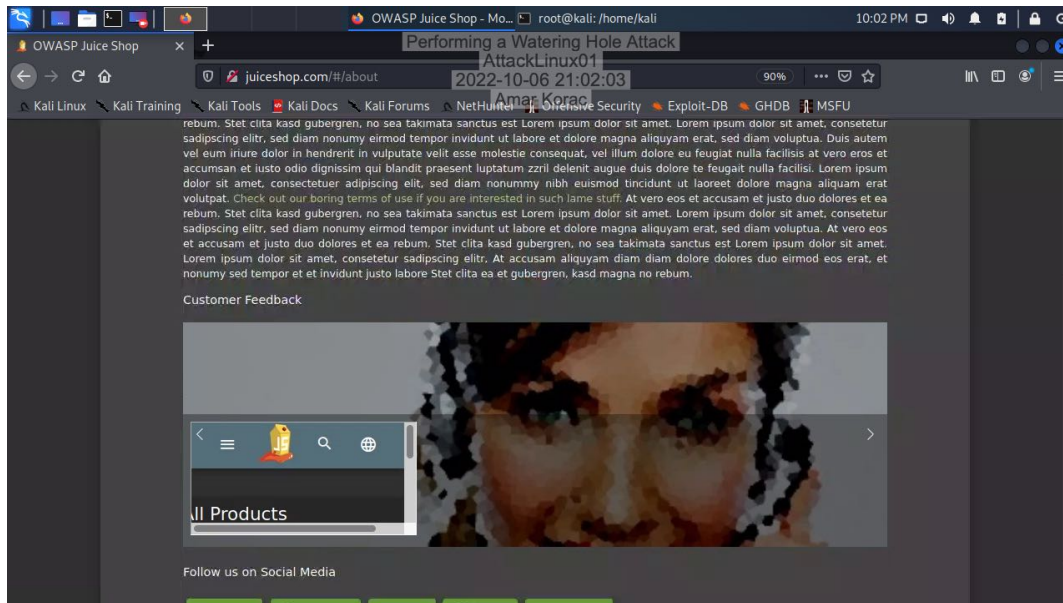 OWASP Juice Shop - Mo...
root@kali: /home/kali
10:02 PM
OWASP Juice Shop
Performing a Watering Hole Attack
AttackLinux01
2022-10-06 21:02:03
Amar Korac
juiceshop.com/#/about
90%
Kali Linux Kali Training Kali Tools Kali Docs Kali Forums NetHunter Offensive Security Exploit-DB GHDB MSFU
rebum. Stet clita kasd gubergren, no sea takimata sanctus est Lorem ipsum dolor sit amet. Lorem ipsum dolor sit amet, consetetur
sadipscing elitr, sed diam nonumy eirmod tempor invidunt ut labore et dolore magna aliquyam erat, sed diam voluptua. Duis autem
vel eum iriure dolor in hendrerit in vulputate velit esse molestie consequat, vel illum dolore eu feugiat nulla facilisis at vero eros et
accumsan et iusto odio dignissim qui blandit praesent luptatum zzril delenit augue duis dolore te feugait nulla facilisi. Lorem ipsum
dolor sit amet, consectetuer adipiscing elit, sed diam nonummy nibh euismod tincidunt ut laoreet dolore magna aliquam erat
volutpat. Check out our boring terms of use if you are interested in such lame stuff. At vero eos et accusam et justo duo dolores et ea
rebum. Stet clita kasd gubergren, no sea takimata sanctus est Lorem ipsum dolor sit amet. Lorem ipsum dolor sit amet, consetetur
sadipscing elitr, sed diam nonumy eirmod tempor invidunt ut labore et dolore magna aliquyam erat, sed diam voluptua. At vero eos
et accusam et justo duo dolores et ea rebum. Stet clita kasd gubergren, no sea takimata sanctus est Lorem ipsum dolor sit amet.
Lorem ipsum dolor sit amet, consetetur sadipscing elitr, At accusam aliquyam diam diam dolore dolores duo eirmod eos erat, et
nonumy sed tempor et et invidunt justo labore Stet clita ea et gubergren, kasd magna no rebum.
Customer Feedback
JS
All Products
Follow us on Social Media